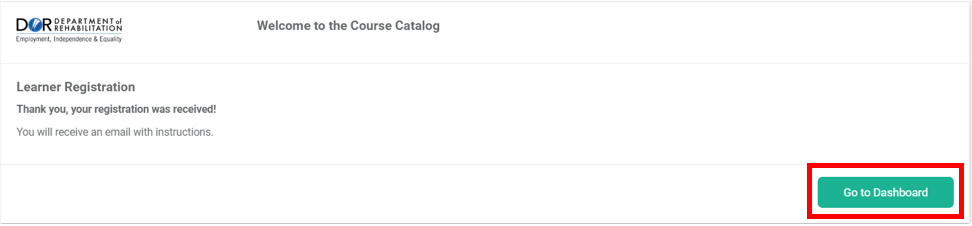 DOR DEPARTMENT of
REHABILITATION
Employment, Independence & Equality
Welcome to the Course Catalog
Learner Registration
Thank you, your registration was received!
You will receive an email with instructions.
Go to Dashboard